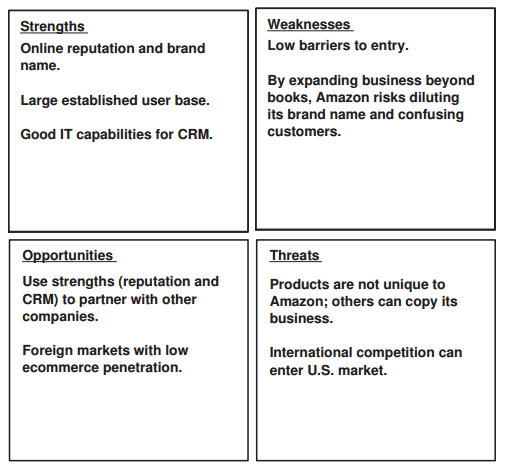 Strengths
Online reputation and brand
name.
Large established user base.
Good IT capabilities for CRM.
Weaknesses
Low barriers to entry.
By expanding business beyond
books, Amazon risks diluting
its brand name and confusing
customers.
Opportunities
Use strengths (reputation and
CRM) to partner with other
companies.
Foreign markets with low
ecommerce penetration.
Threats
Products are not unique to
Amazon; others can copy its
business.
International competition can
enter U.S. market.